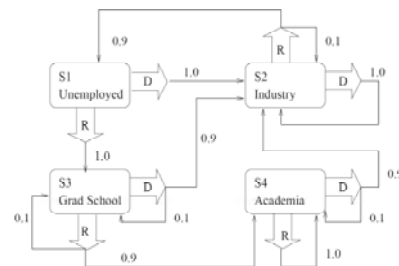 0,9
R
0,1
S1
Unemployed
D
1,0
S2
Industry
D
1,0
R
1,0
0,9
S3
Grad School
D
S4
Academia
D
0,9
0,1
R
0,1
R
0,1
0,9
1,0